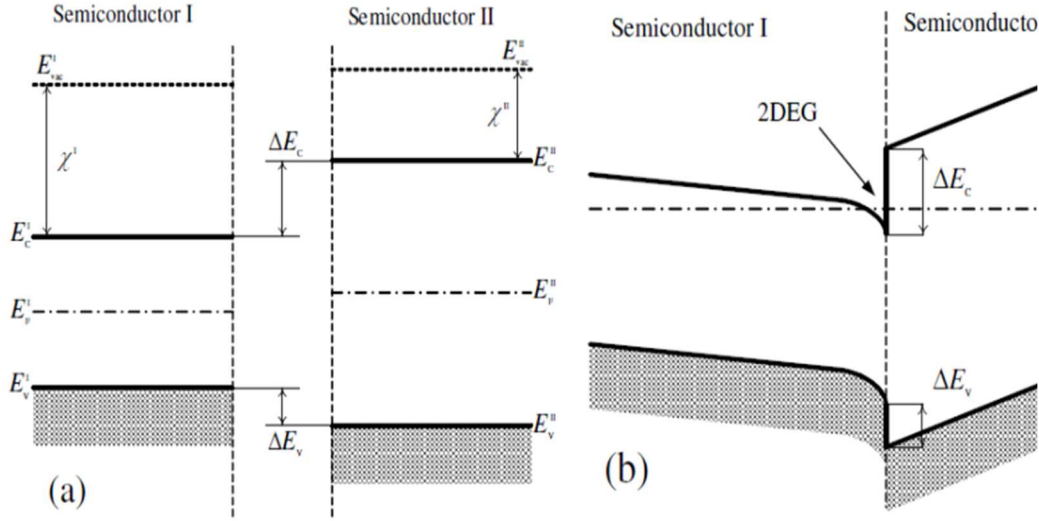 Semiconductor I
Semiconductor II
E^I_vac
E^II_vac
χ^I
χ^II
ΔE_c
E^II_c
E^I_c
E^II_F
E^I_F
E^I_v
E^II_v
ΔE_v
(a)
Semiconductor I
Semiconducto
2DEG
ΔE_c
ΔE_v
(b)